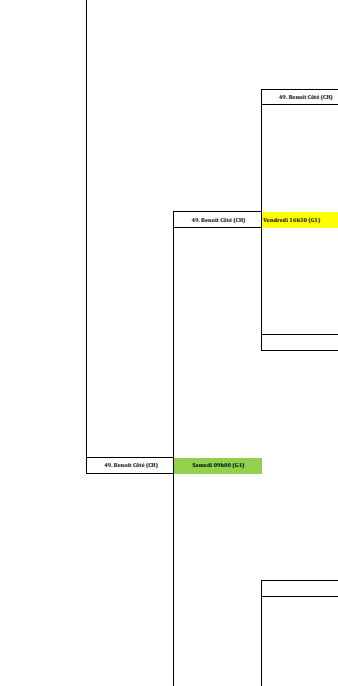 49. Benoit Côté (CH)
49. Benoit Côté (CH)
Vendredi 16h30 (G1)
49. Benoit Côté (CH)
Samedi 09h00 (G1)